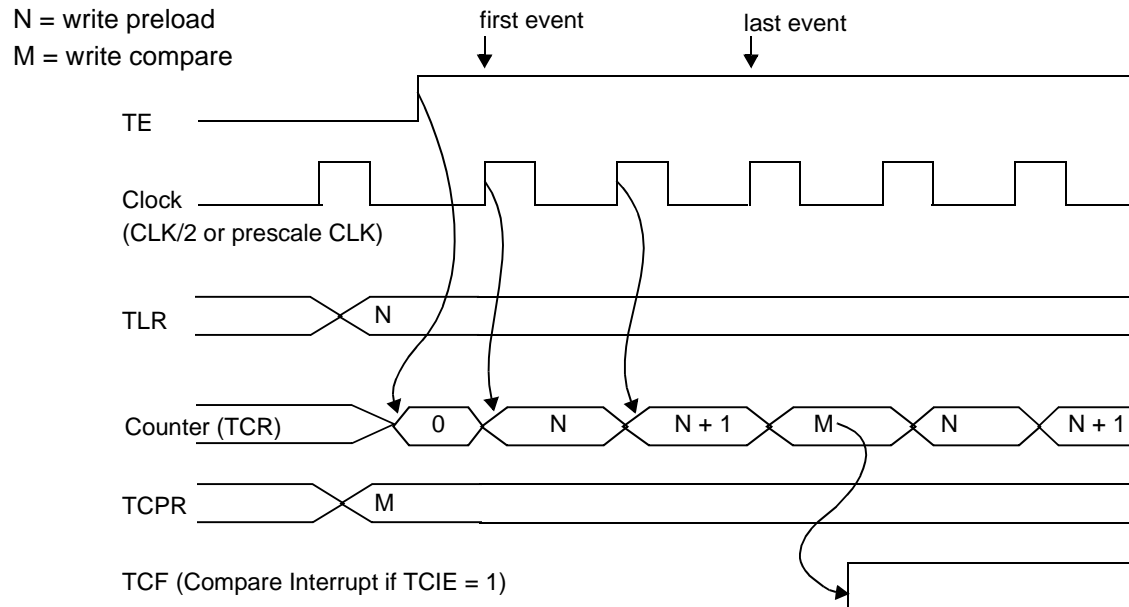 N = write preload
M = write compare
first event
last event
TE
Clock
(CLK/2 or prescale CLK)
TLR
N
Counter (TCR)
0
N
N + 1
M
N
N + 1
TCPR
M
TCF (Compare Interrupt if TCIE = 1)